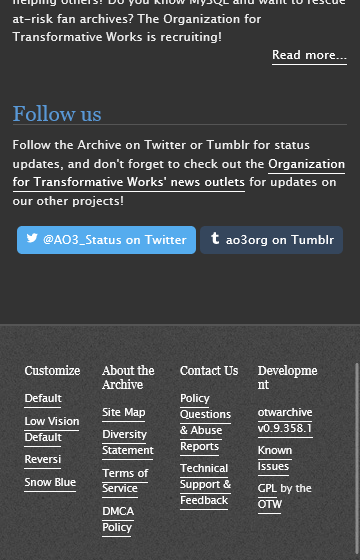 helping others? Do you know MySQL and want to rescue
at-risk fan archives? The Organization for
Transformative Works is recruiting!
Read more...
Follow us
Follow the Archive on Twitter or Tumblr for status
updates, and don't forget to check out the Organization
for Transformative Works' news outlets for updates on
our other projects!
@AO3_Status on Twitter
ao3org on Tumblr
Customize
Default
Low Vision
Default
Reversi
Snow Blue
About the
Archive
Site Map
Diversity
Statement
Terms of
Service
DMCA
Policy
Contact Us
Policy
Questions
& Abuse
Reports
Technical
Support &
Feedback
Developme
nt
otwarchive
v0.9.358.1
Known
Issues
GPL by the
OTW